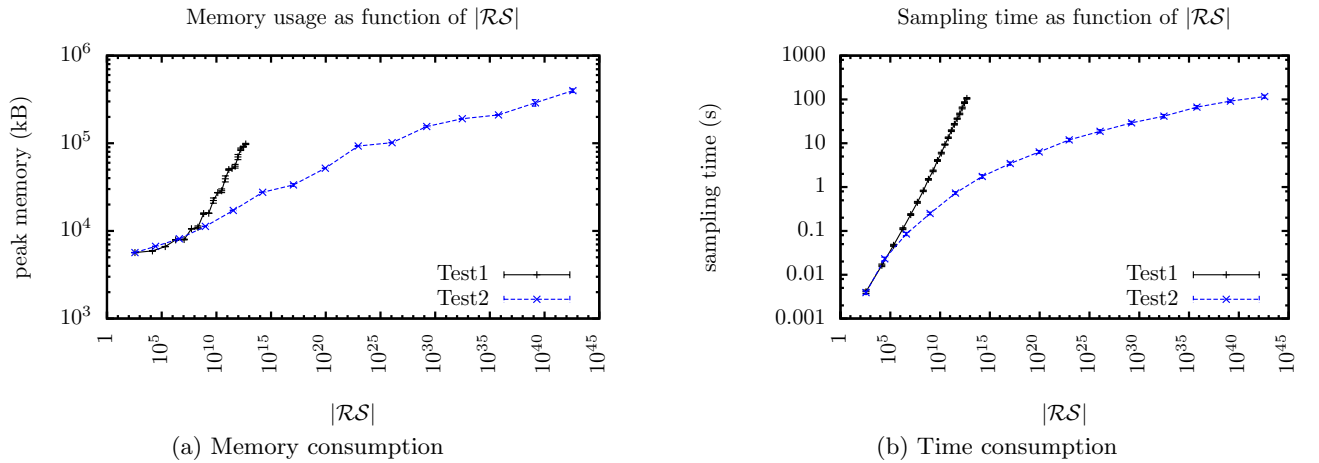 Memory usage as function of |𝓡𝓢|
10^6
10^5
10^4
10^3
peak memory (kB)
Test1
Test2
1
10^5
10^10
10^15
10^20
10^25
10^30
10^35
10^40
10^45
|𝓡𝓢|
(a) Memory consumption
Sampling time as function of |𝓡𝓢|
1000
100
10
1
0.1
0.01
0.001
sampling time (s)
Test1
Test2
1
10^5
10^10
10^15
10^20
10^25
10^30
10^35
10^40
10^45
|𝓡𝓢|
(b) Time consumption